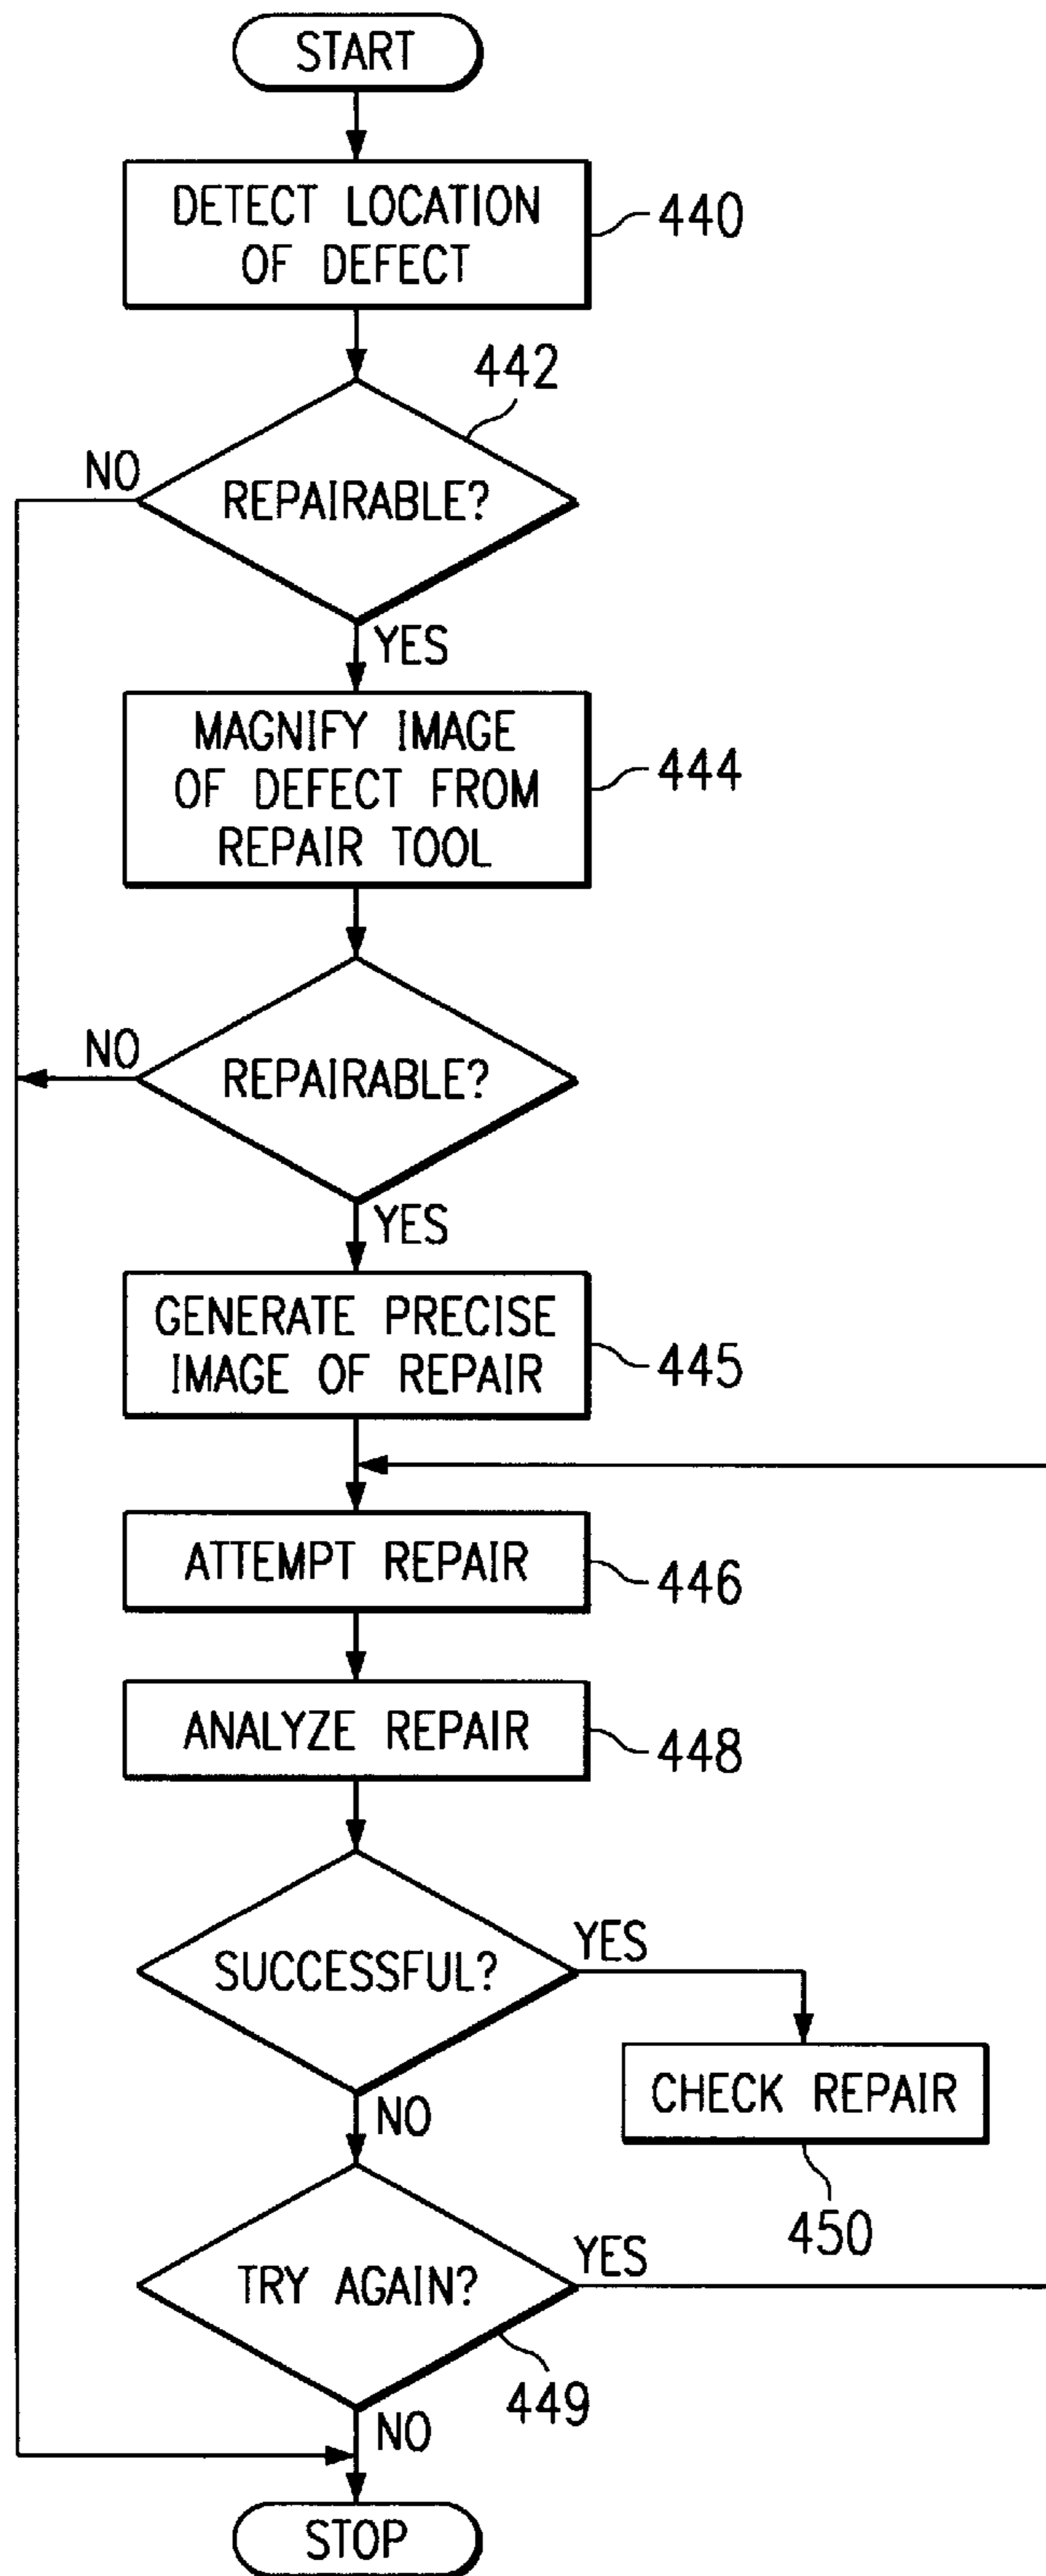 START
DETECT LOCATION
OF DEFECT
440
442
NO
REPAIRABLE?
YES
MAGNIFY IMAGE
OF DEFECT FROM
REPAIR TOOL
444
NO
REPAIRABLE?
YES
GENERATE PRECISE
IMAGE OF REPAIR
445
ATTEMPT REPAIR
446
ANALYZE REPAIR
448
SUCCESSFUL?
YES
CHECK REPAIR
450
NO
TRY AGAIN?
YES
449
NO
STOP